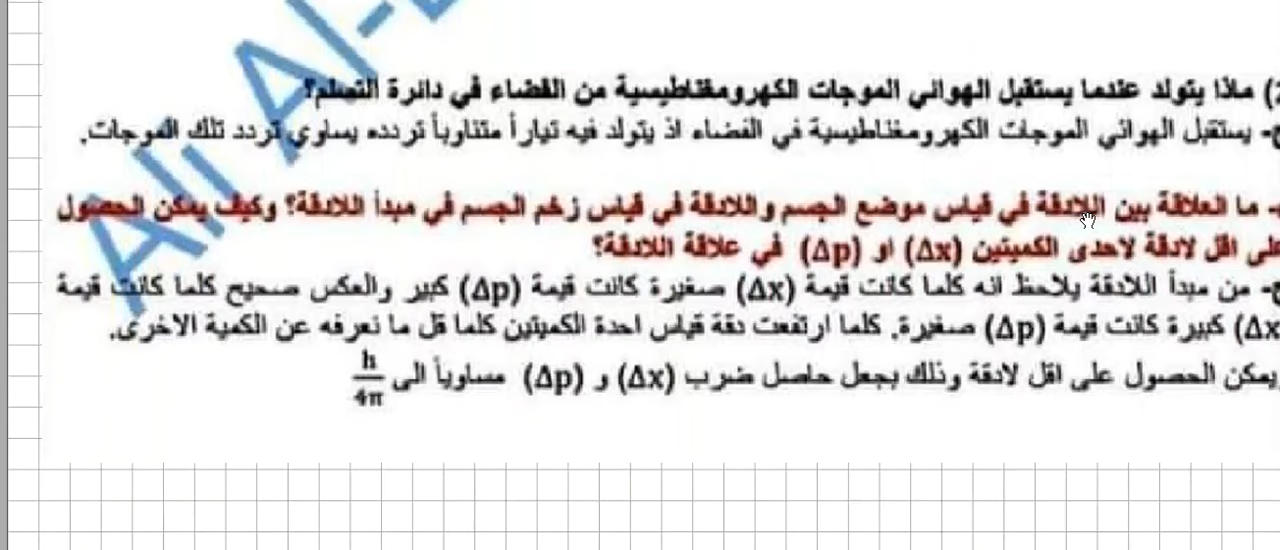 ) ماذا يتولد عندما يستقبل الهوائي الموجات الكهرومغناطيسية من الفضاء في دائرة التسلم؟
ج- يستقبل الهوائي الموجات الكهرومغناطيسية في الفضاء اذ يتولد فيه تياراً متناوباً تردده يساوي تردد تلك الموجات.
- ما العلاقة بين اللادقة في قياس موضع الجسم واللادقة في قياس زخم الجسم في مبدأ اللادقة؟ وكيف يمكن الحصول
على اقل لادقة لاحدى الكميتين (Δx) او (Δp) في علاقة اللادقة؟
ج- من مبدأ اللادقة يلاحظ انه كلما كانت قيمة (Δx) صغيرة كانت قيمة (Δp) كبير والعكس صحيح كلما كانت قيمة
(Δx) كبيرة كانت قيمة (Δp) صغيرة. كلما ارتفعت دقة قياس احدة الكميتين كلما قل ما نعرفه عن الكمية الاخرى.
يمكن الحصول على اقل لادقة وذلك بجعل حاصل ضرب (Δx) و (Δp) مساوياً الى h/4π
Ali Al-